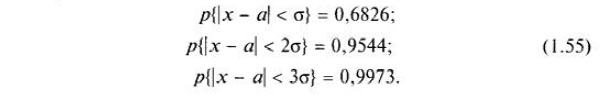 p{|x − a| < σ} = 0,6826;
p{|x − a| < 2σ} = 0,9544; (1.55)
p{|x − a| < 3σ} = 0,9973.